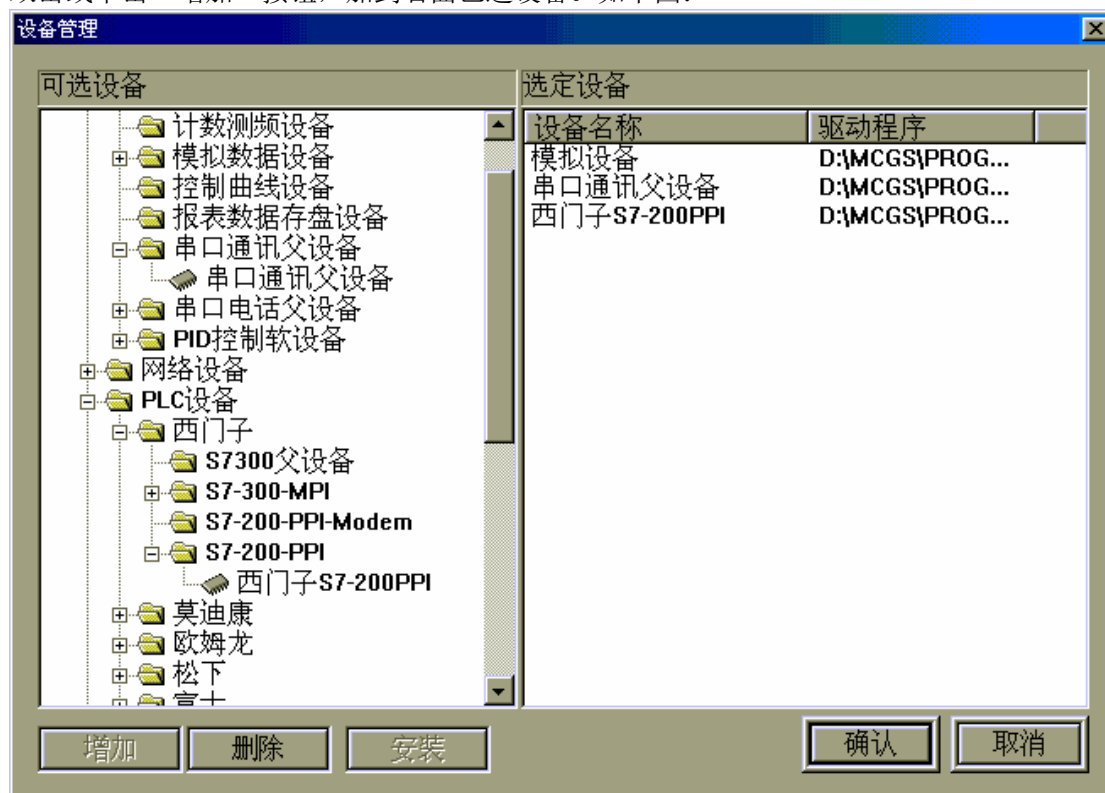 设备管理
可选设备
计数测频设备
模拟数据设备
控制曲线设备
报表数据存盘设备
串口通讯父设备
串口通讯父设备
串口电话父设备
PID控制软设备
网络设备
PLC设备
西门子
S7300父设备
S7-300-MPI
S7-200-PPI-Modem
S7-200-PPI
西门子S7-200PPI
莫迪康
欧姆龙
松下
选定设备
设备名称 驱动程序
模拟设备 D:\MCGS\PROG...
串口通讯父设备 D:\MCGS\PROG...
西门子S7-200PPI D:\MCGS\PROG...
增加 删除 安装 确认 取消